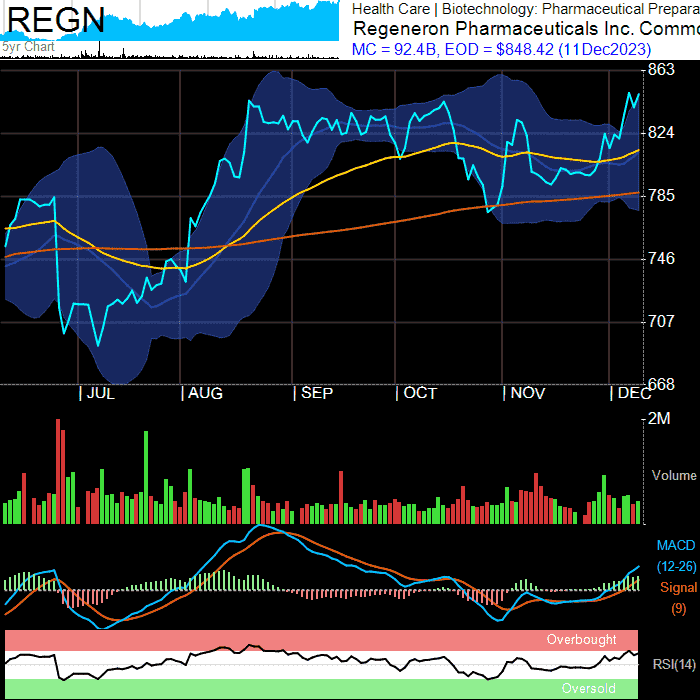 REGN
5yr Chart
Health Care | Biotechnology: Pharmaceutical Prepara
Regeneron Pharmaceuticals Inc. Commo
MC = 92.4B, EOD = $848.42 (11Dec2023)
863
824
785
746
707
668
| JUL | AUG | SEP | OCT | NOV | DEC
2M
Volume
MACD
(12-26)
Signal
(9)
Overbought
RSI(14)
Oversold